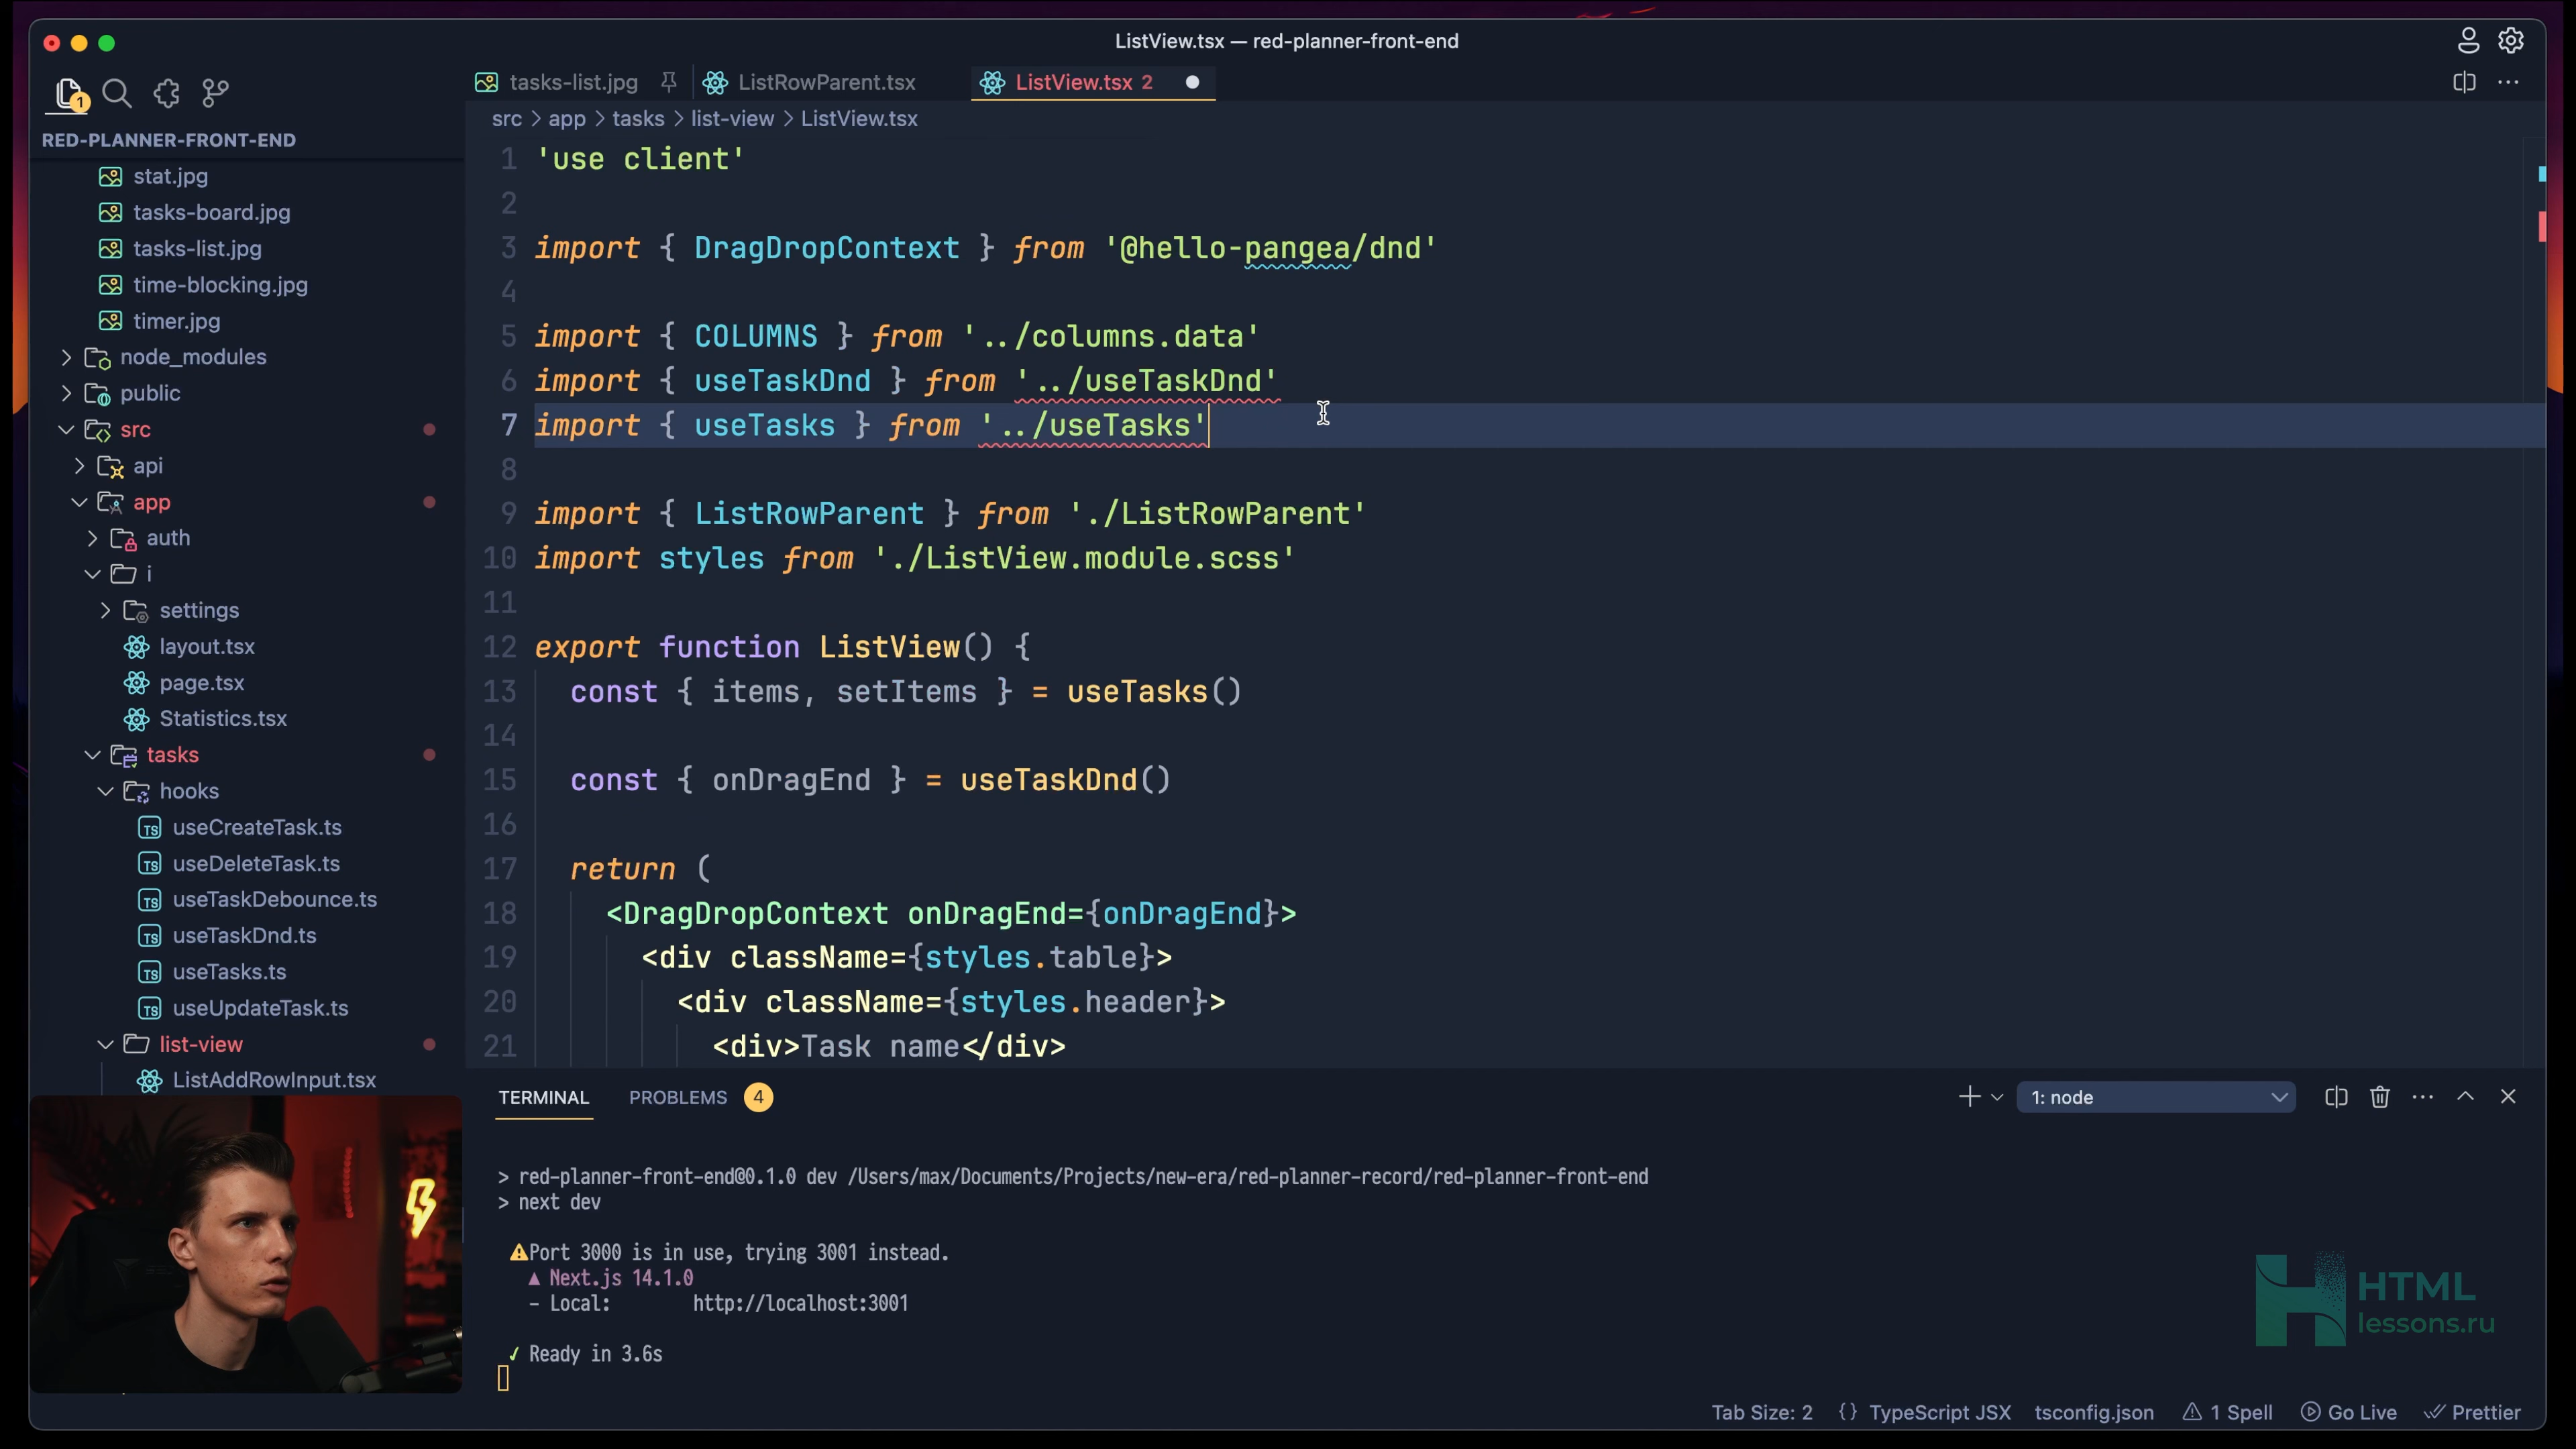 ListView.tsx — red-planner-front-end
1
tasks-list.jpg
ListRowParent.tsx
ListView.tsx 2
RED-PLANNER-FRONT-END
src > app > tasks > list-view > ListView.tsx
stat.jpg
tasks-board.jpg
tasks-list.jpg
time-blocking.jpg
timer.jpg
node_modules
public
src
api
app
auth
i
settings
layout.tsx
page.tsx
Statistics.tsx
tasks
hooks
useCreateTask.ts
useDeleteTask.ts
useTaskDebounce.ts
useTaskDnd.ts
useTasks.ts
useUpdateTask.ts
list-view
ListAddRowInput.tsx
1 'use client'
2
3 import { DragDropContext } from '@hello-pangea/dnd'
4
5 import { COLUMNS } from '../columns.data'
6 import { useTaskDnd } from '../useTaskDnd'
7 import { useTasks } from '../useTasks'
8
9 import { ListRowParent } from './ListRowParent'
10 import styles from './ListView.module.scss'
11
12 export function ListView() {
13 const { items, setItems } = useTasks()
14
15 const { onDragEnd } = useTaskDnd()
16
17 return (
18 <DragDropContext onDragEnd={onDragEnd}>
19 <div className={styles.table}>
20 <div className={styles.header}>
21 <div>Task name</div>
TERMINAL PROBLEMS 4
1: node
> red-planner-front-end@0.1.0 dev /Users/max/Documents/Projects/new-era/red-planner-record/red-planner-front-end
> next dev
⚠Port 3000 is in use, trying 3001 instead.
▲ Next.js 14.1.0
- Local: http://localhost:3001
✓ Ready in 3.6s
HTML
lessons.ru
Tab Size: 2 {} TypeScript JSX tsconfig.json ⚠ 1 Spell Go Live Prettier